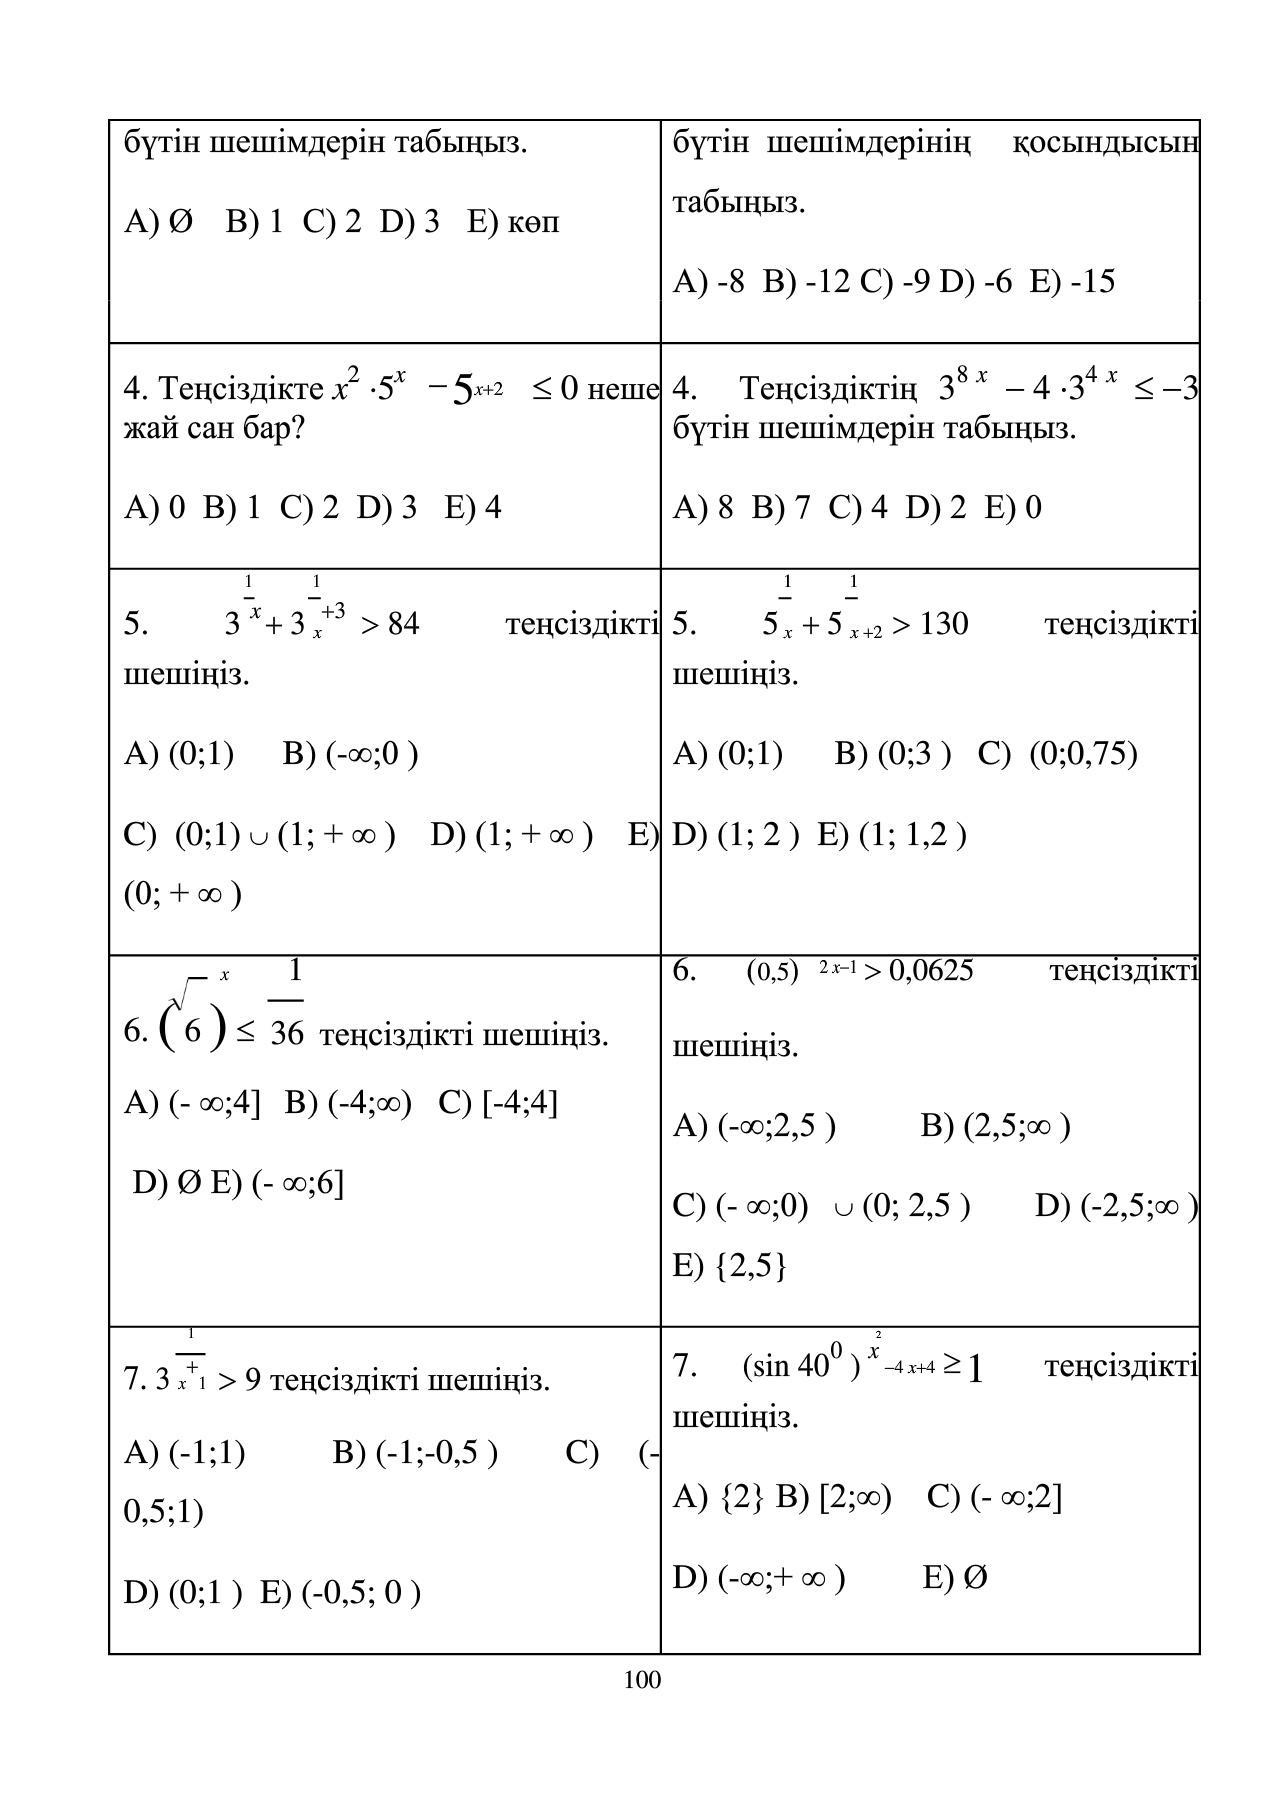 бүтін шешімдерін табыңыз.
A) Ø B) 1 C) 2 D) 3 E) көп
бүтін шешімдерінің қосындысын
табыңыз.
A) -8 B) -12 C) -9 D) -6 E) -15
4. Теңсіздікте x² ·5ˣ − 5ˣ⁺² ≤ 0 неше
жай сан бар?
A) 0 B) 1 C) 2 D) 3 E) 4
4. Теңсіздіктің 3^{8x} − 4 ·3^{4x} ≤ −3
бүтін шешімдерін табыңыз.
A) 8 B) 7 C) 4 D) 2 E) 0
5. 3^{1/x} + 3^{1/x +3} > 84 теңсіздікті
шешіңіз.
A) (0;1) B) (-∞;0 )
C) (0;1) ∪ (1; + ∞ ) D) (1; + ∞ ) E)
(0; + ∞ )
5. 5^{1/x} + 5^{1/x +2} > 130 теңсіздікті
шешіңіз.
A) (0;1) B) (0;3 ) C) (0;0,75)
D) (1; 2 ) E) (1; 1,2 )
6. (√6)^x ≤ 1/36 теңсіздікті шешіңіз.
A) (- ∞;4] B) (-4;∞) C) [-4;4]
D) Ø E) (- ∞;6]
6. (0,5)^{2x−1} > 0,0625 теңсіздікті
шешіңіз.
A) (-∞;2,5 ) B) (2,5;∞ )
C) (- ∞;0) ∪ (0; 2,5 ) D) (-2,5;∞ )
E) {2,5}
7. 3^{1/(x+1)} > 9 теңсіздікті шешіңіз.
A) (-1;1) B) (-1;-0,5 ) C) (-
0,5;1)
D) (0;1 ) E) (-0,5; 0 )
7. (sin 40⁰)^{x²−4x+4} ≥ 1 теңсіздікті
шешіңіз.
A) {2} B) [2;∞) C) (- ∞;2]
D) (-∞;+ ∞ ) E) Ø
100